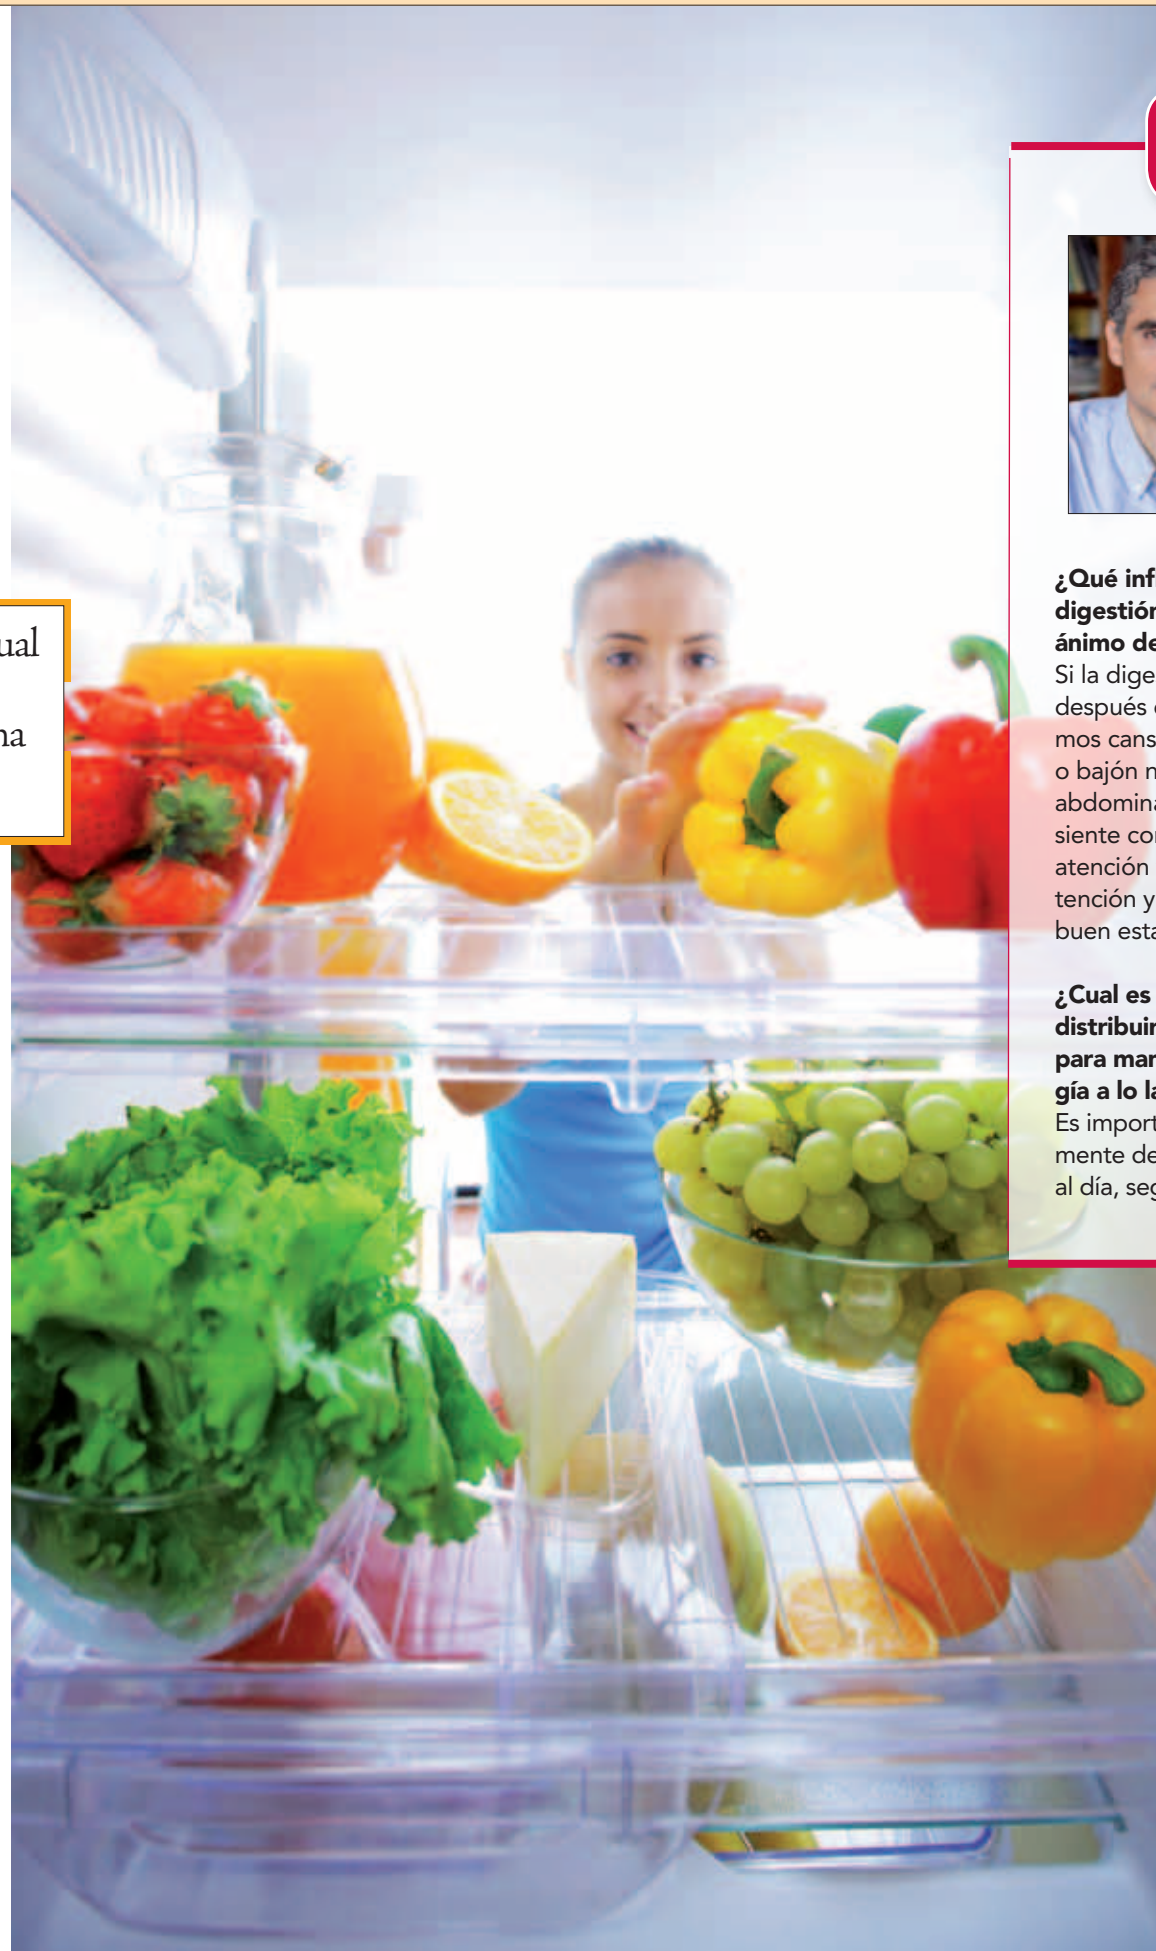 ual
na
¿Qué inf
digestión
ánimo de
Si la dige
después
mos cans
o bajón
abdomina
siente co
atención
tención y
buen esta
¿Cual es
distribuir
para man
gía a lo la
Es import
mente de
al día, seg